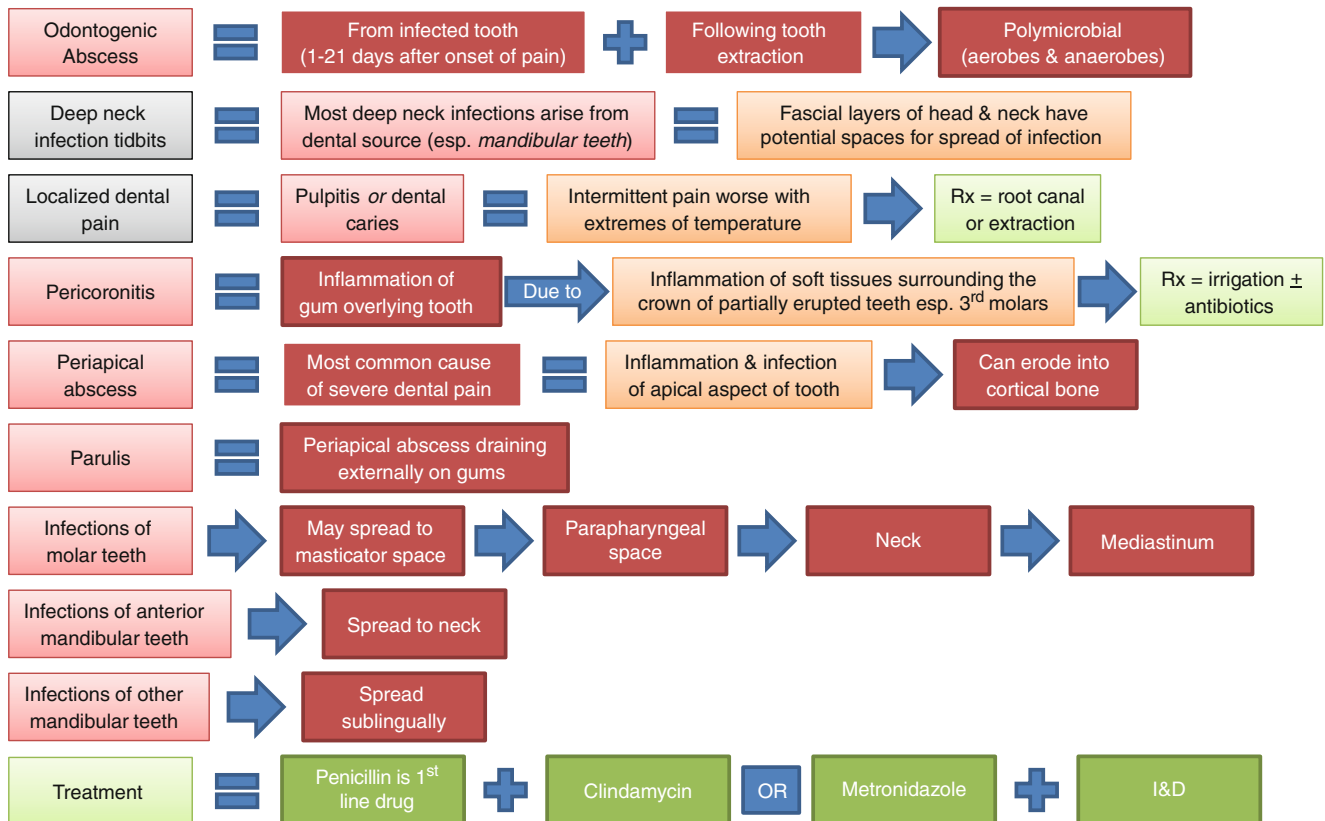 Odontogenic
Abscess
From infected tooth
(1-21 days after onset of pain)
Following tooth
extraction
Polymicrobial
(aerobes & anaerobes)
Deep neck
infection tidbits
Most deep neck infections arise from
dental source (esp. mandibular teeth)
Fascial layers of head & neck have
potential spaces for spread of infection
Localized dental
pain
Pulpitis or dental
caries
Intermittent pain worse with
extremes of temperature
Rx = root canal
or extraction
Pericoronitis
Inflammation of
gum overlying tooth
Due to
Inflammation of soft tissues surrounding the
crown of partially erupted teeth esp. 3rd molars
Rx = irrigation ±
antibiotics
Periapical
abscess
Most common cause
of severe dental pain
Inflammation & infection
of apical aspect of tooth
Can erode into
cortical bone
Parulis
Periapical abscess draining
externally on gums
Infections of
molar teeth
May spread to
masticator space
Parapharyngeal
space
Neck
Mediastinum
Infections of anterior
mandibular teeth
Spread to neck
Infections of other
mandibular teeth
Spread
sublingually
Treatment
Penicillin is 1st
line drug
Clindamycin
OR
Metronidazole
I&D